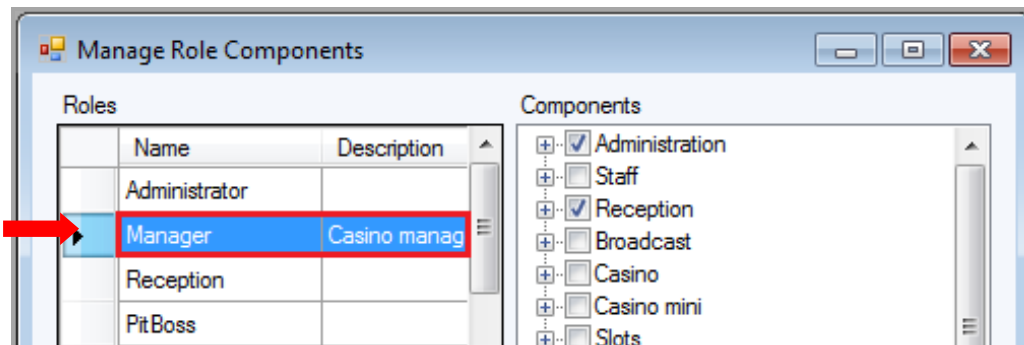 Manage Role Components
Roles
Name Description
Administrator
Manager Casino manag
Reception
PitBoss
Components
Administration
Staff
Reception
Broadcast
Casino
Casino mini
Slots